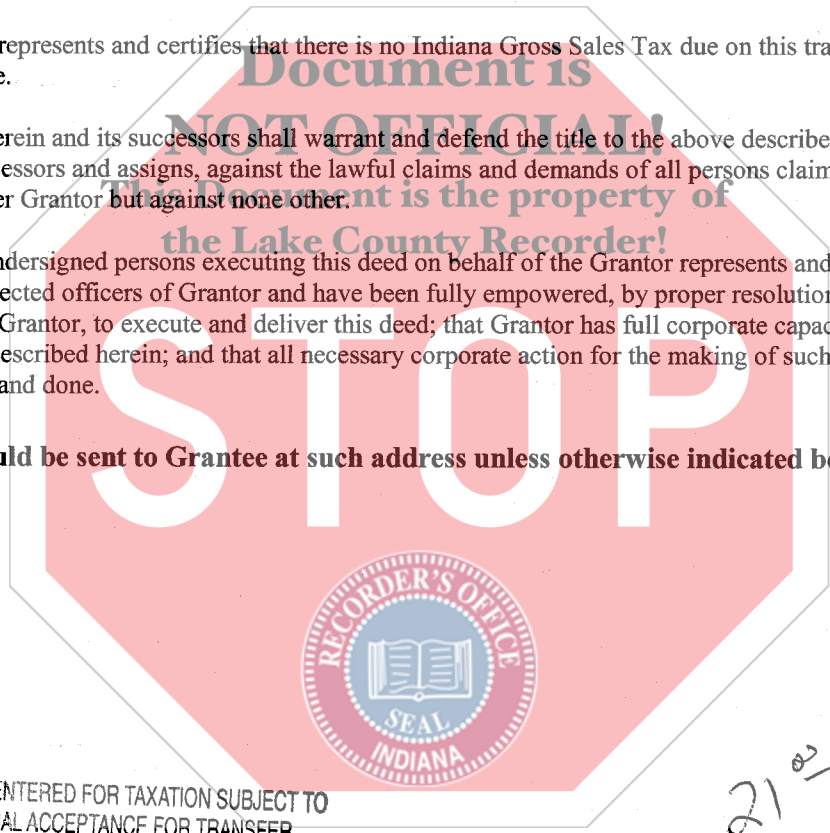 represents and certifies that there is no Indiana Gross Sales Tax due on this tra
e.
Document is
NOT OFFICIAL!
erein and its successors shall warrant and defend the title to the above describe
essors and assigns, against the lawful claims and demands of all persons claim
This Document is the property of
er Grantor but against none other.
the Lake County Recorder!
ndersigned persons executing this deed on behalf of the Grantor represents and
ected officers of Grantor and have been fully empowered, by proper resolution
Grantor, to execute and deliver this deed; that Grantor has full corporate capac
escribed herein; and that all necessary corporate action for the making of such
and done.
STOP
uld be sent to Grantee at such address unless otherwise indicated be
RECORDER'S OFFICE
SEAL
INDIANA
ENTERED FOR TAXATION SUBJECT TO
AL ACCEPTANCE FOR TRANSFER
21